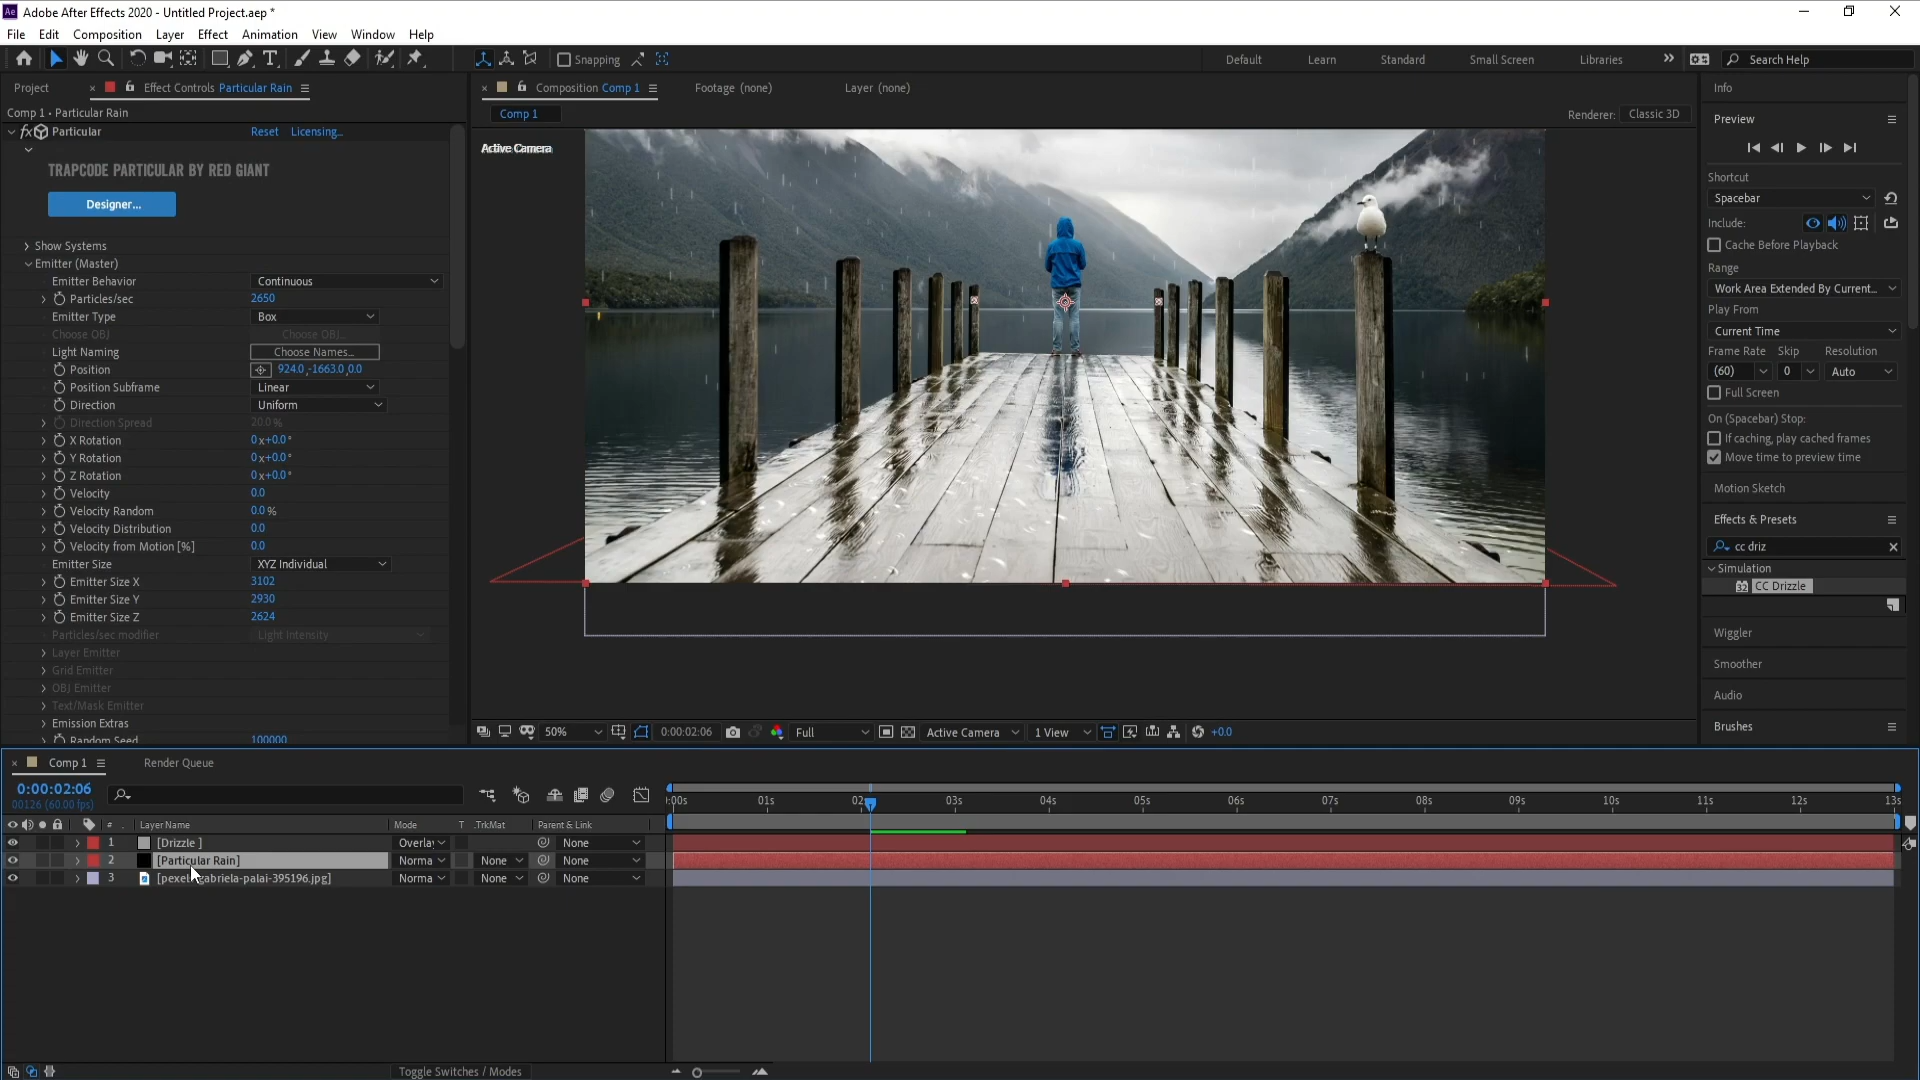 Adobe After Effects 2020 - Untitled Project.aep *
File Edit Composition Layer Effect Animation View Window Help
Snapping
Default Learn Standard Small Screen Libraries
Search Help
Project
Effect Controls Particular Rain
Comp 1 • Particular Rain
Particular
Reset Licensing...
TRAPCODE PARTICULAR BY RED GIANT
Designer...
Show Systems
Emitter (Master)
Emitter Behavior Continuous
Particles/sec 2650
Emitter Type Box
Choose OBJ Choose OBJ...
Light Naming Choose Names...
Position 924.0,-1663.0,0.0
Position Subframe Linear
Direction Uniform
Direction Spread 20.0 %
X Rotation 0x+0.0°
Y Rotation 0x+0.0°
Z Rotation 0x+0.0°
Velocity 0.0
Velocity Random 0.0 %
Velocity Distribution 0.0
Velocity from Motion [%] 0.0
Emitter Size XYZ Individual
Emitter Size X 3102
Emitter Size Y 2930
Emitter Size Z 2624
Particles/sec modifier Light Intensity
Layer Emitter
Grid Emitter
OBJ Emitter
Text/Mask Emitter
Emission Extras
Random Seed 100000
Composition Comp 1
Footage (none)
Layer (none)
Comp 1
Renderer: Classic 3D
Active Camera
50% 0:00:02:06 Full Active Camera 1 View +0.0
Info
Preview
Shortcut
Spacebar
Include:
Cache Before Playback
Range
Work Area Extended By Current...
Play From
Current Time
Frame Rate Skip Resolution
(60) 0 Auto
Full Screen
On (Spacebar) Stop:
If caching, play cached frames
Move time to preview time
Motion Sketch
Effects & Presets
cc driz
Simulation
32 CC Drizzle
Wiggler
Smoother
Audio
Brushes
Comp 1
Render Queue
0:00:02:06
00126 (60.00 fps)
:00s 01s 02s 03s 04s 05s 06s 07s 08s 09s 10s 11s 12s 13s
# Layer Name Mode T .TrkMat Parent & Link
1 [Drizzle ] Overla None
2 [Particular Rain] Norma None None
3 [pexel gabriela-palai-395196.jpg] Norma None None
Toggle Switches / Modes